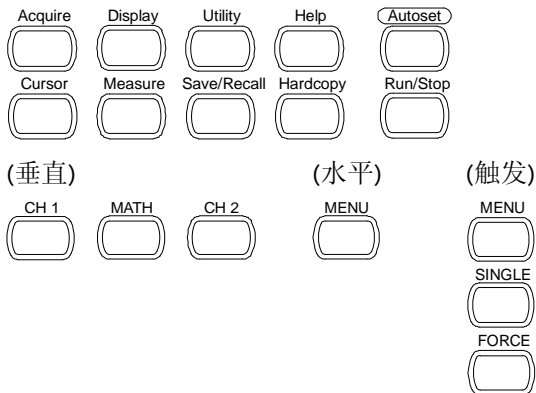 Acquire Display Utility Help Autoset
Cursor Measure Save/Recall Hardcopy Run/Stop
(垂直) (水平) (触发)
CH 1 MATH CH 2 MENU MENU
SINGLE
FORCE